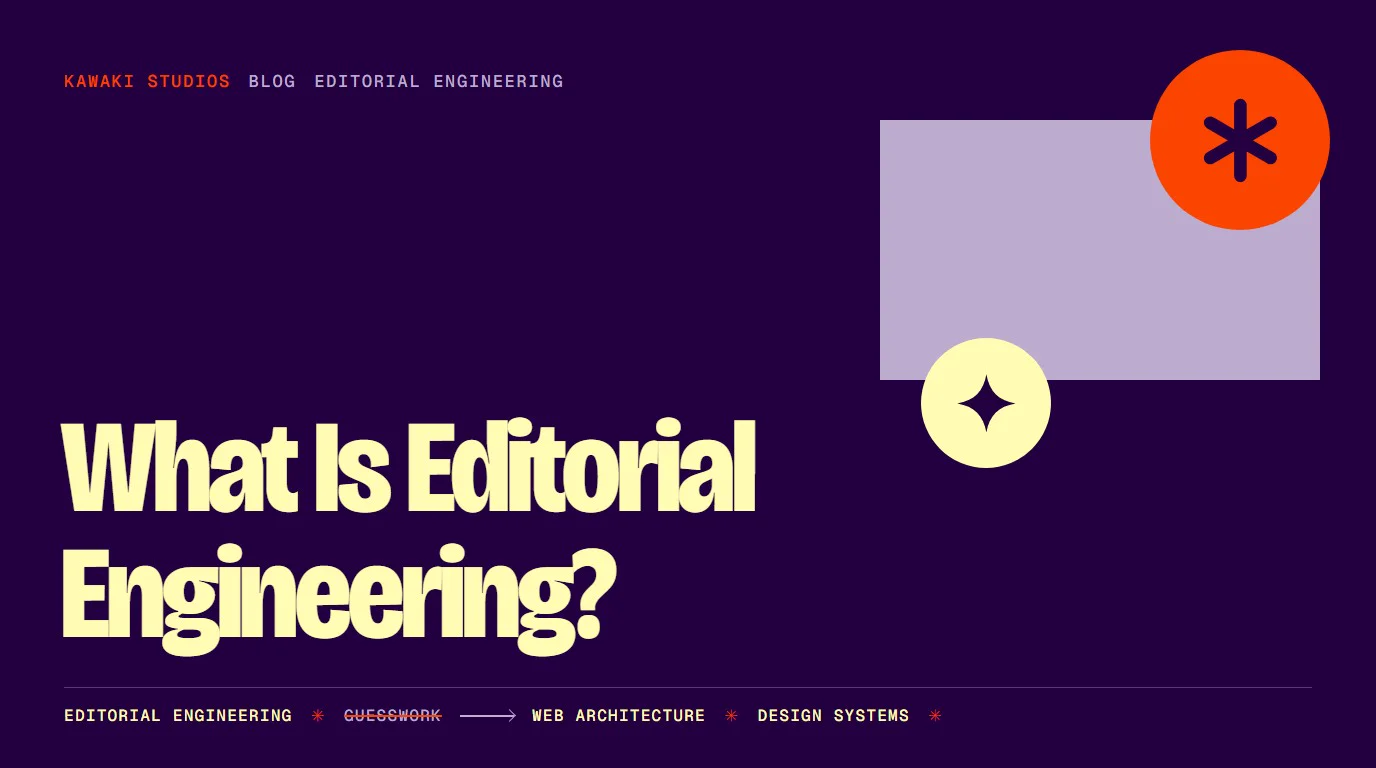 KAWAKI STUDIOS BLOG EDITORIAL ENGINEERING
What Is Editorial
Engineering?
EDITORIAL ENGINEERING ✳ GUESSWORK → WEB ARCHITECTURE ✳ DESIGN SYSTEMS ✳